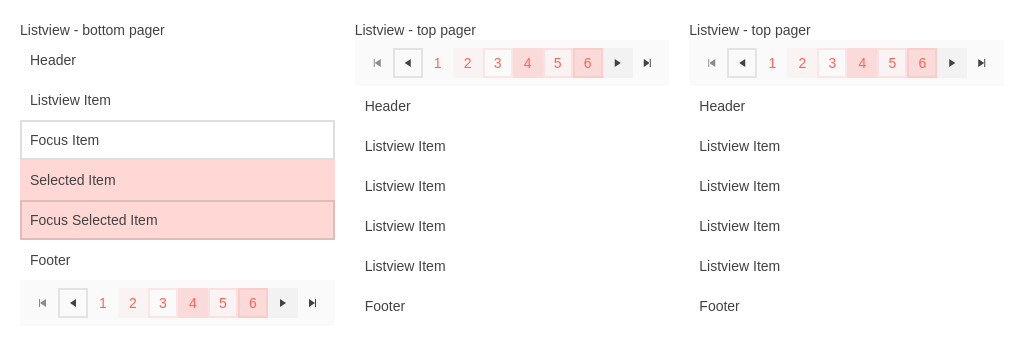 Listview - bottom pager
Header
Listview Item
Focus Item
Selected Item
Focus Selected Item
Footer
1 2 3 4 5 6
Listview - top pager
1 2 3 4 5 6
Header
Listview Item
Listview Item
Listview Item
Listview Item
Footer
Listview - top pager
1 2 3 4 5 6
Header
Listview Item
Listview Item
Listview Item
Listview Item
Footer